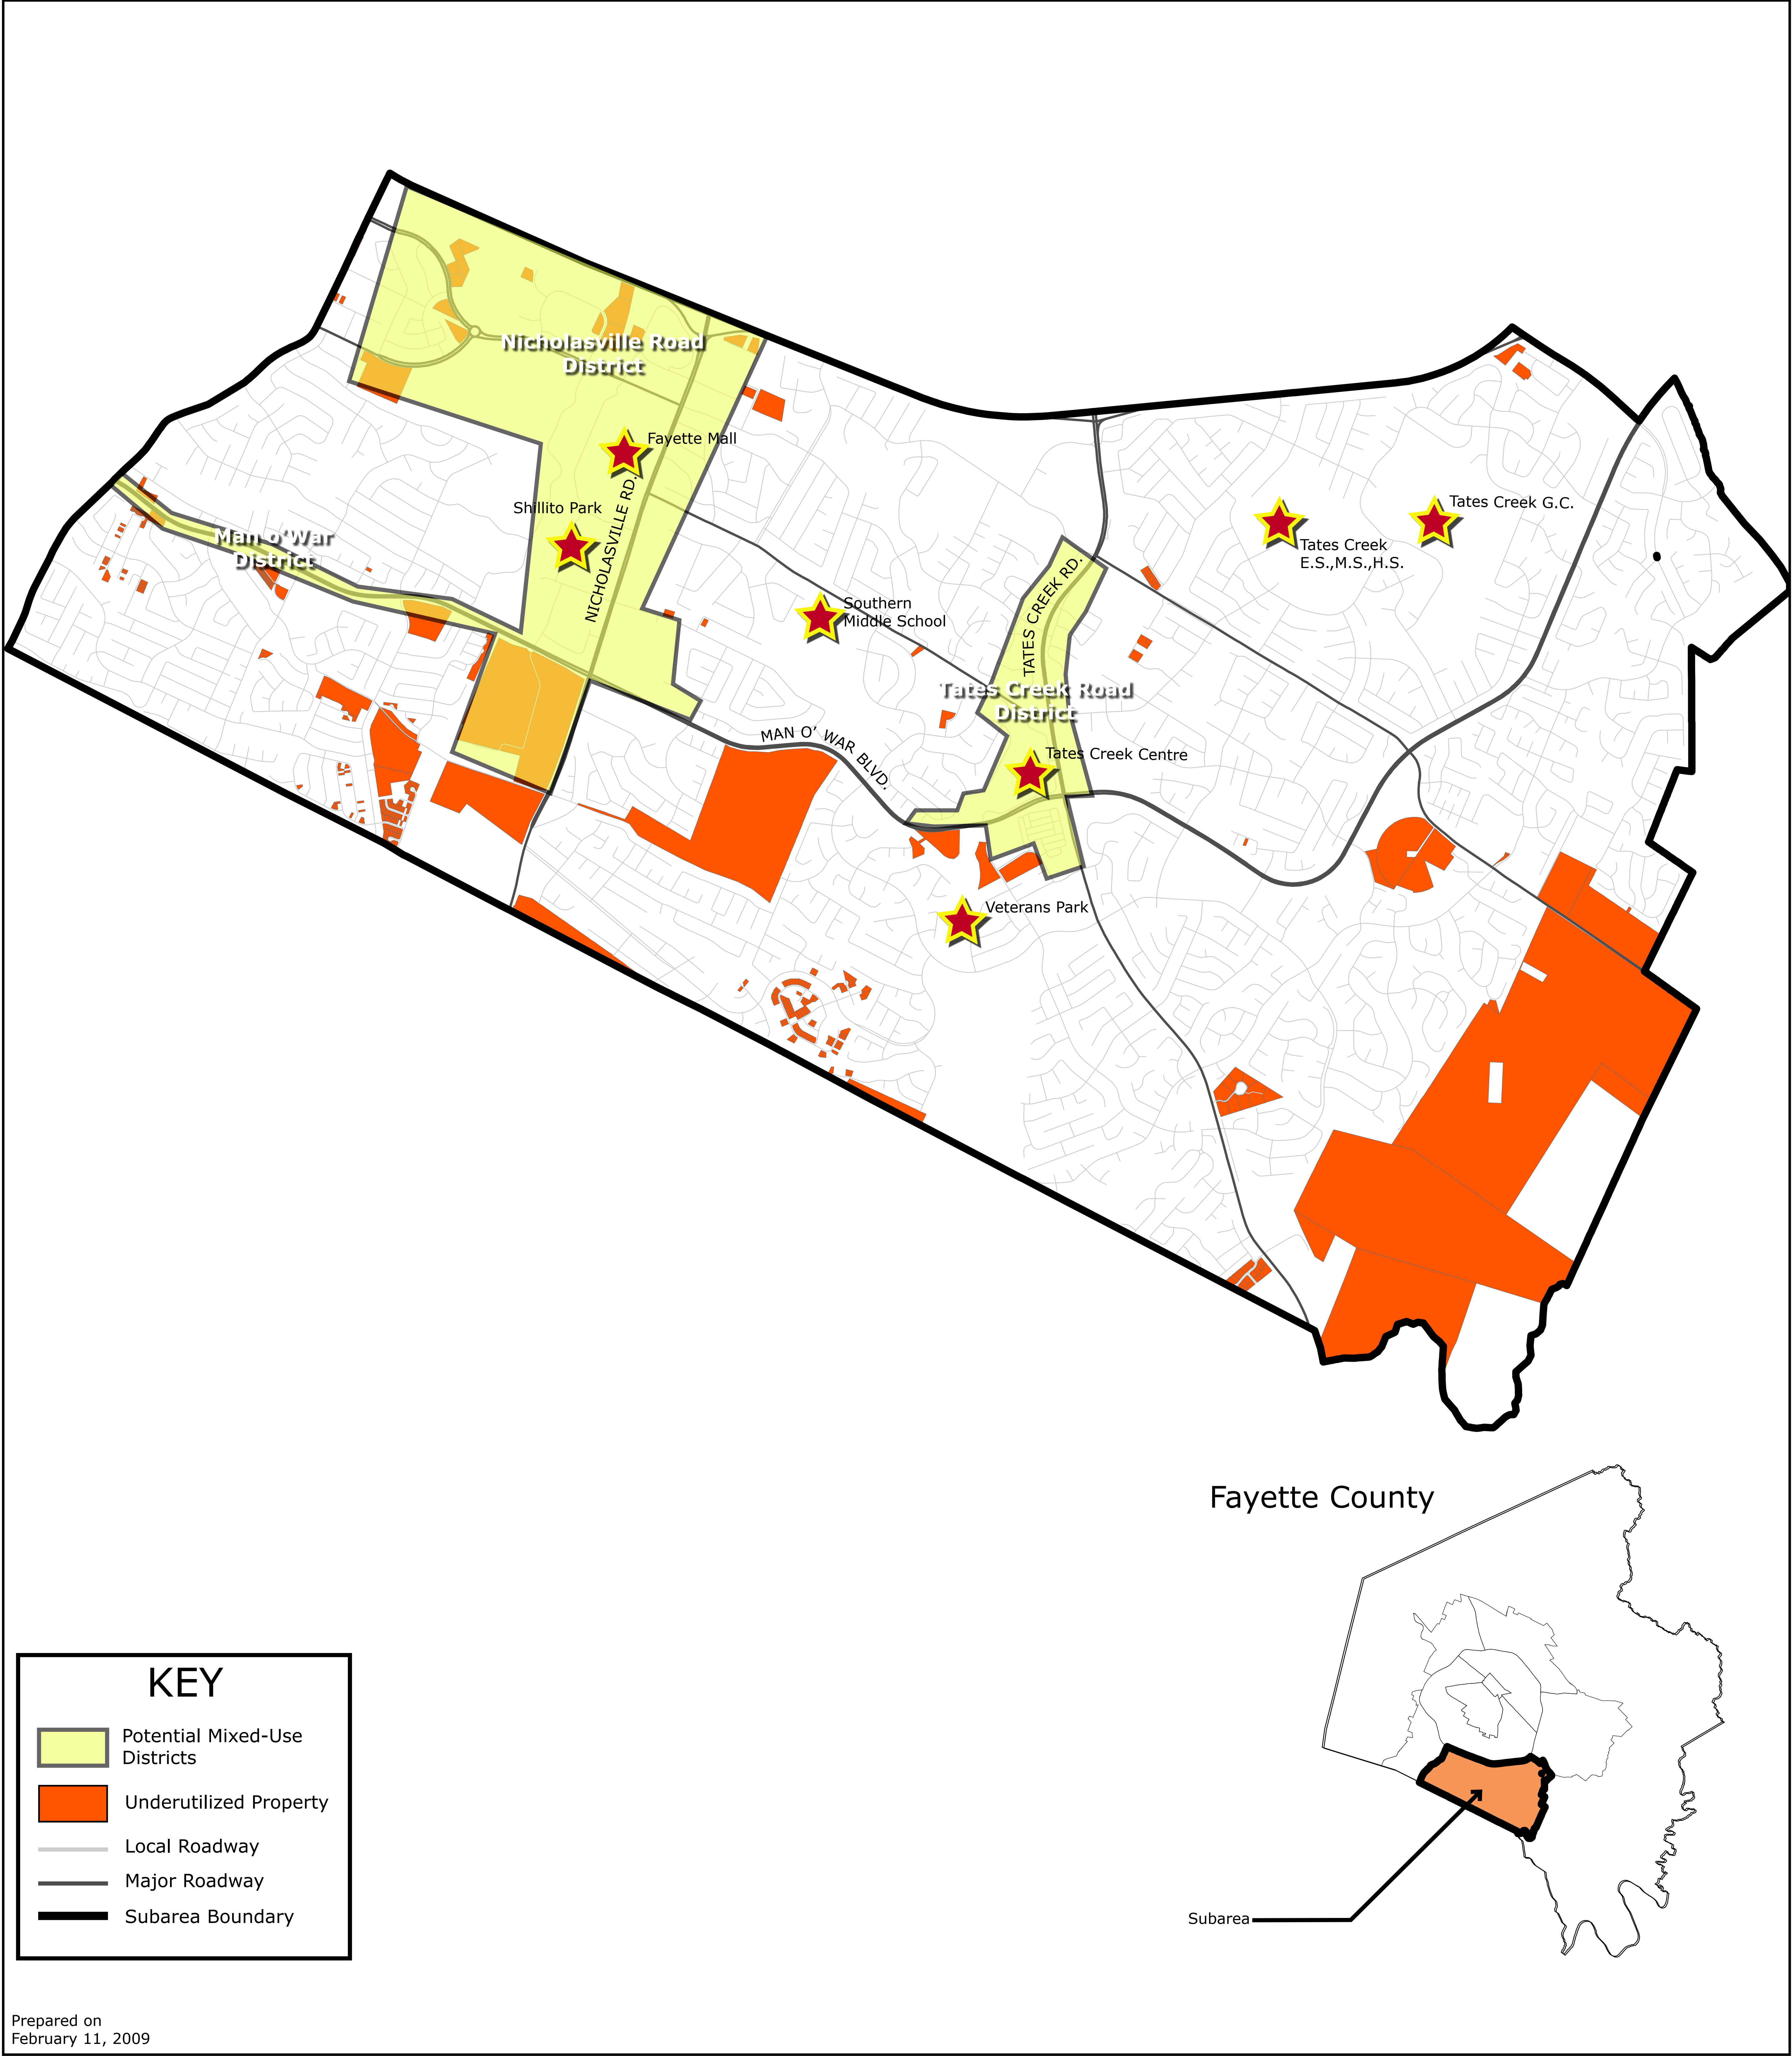 Nicholasville Road
District
Fayette Mall
Shillito Park
NICHOLASVILLE RD.
Man o'War
District
Tates Creek G.C.
Tates Creek
E.S.,M.S.,H.S.
Southern
Middle School
TATES CREEK RD.
Tates Creek Road
District
MAN O' WAR BLVD.
Tates Creek Centre
Veterans Park
Fayette County
Subarea
KEY
Potential Mixed-Use
Districts
Underutilized Property
Local Roadway
Major Roadway
Subarea Boundary
Prepared on
February 11, 2009